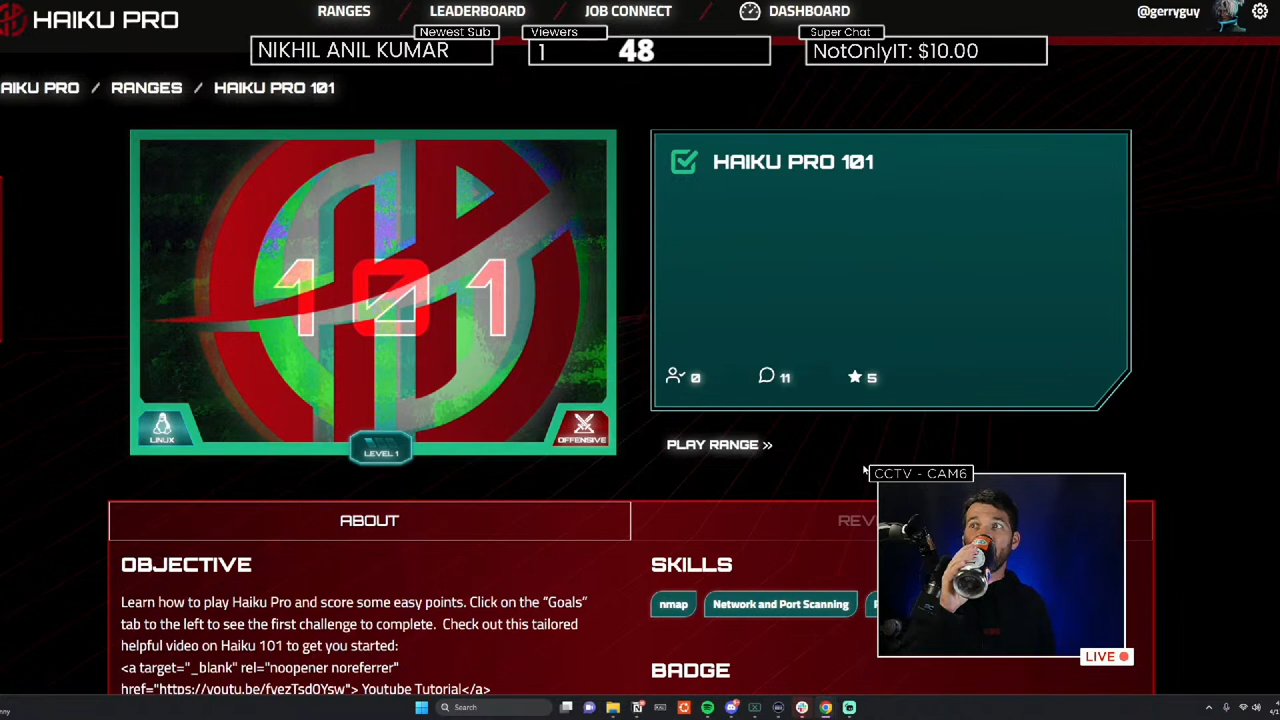 HAIKU PRO
RANGES / LEADERBOARD / JOB CONNECT / DASHBOARD
@gerryguy
Newest Sub
NIKHIL ANIL KUMAR
Viewers
1 48
Super Chat
NotOnlyIT: $10.00
AIKU PRO / RANGES / HAIKU PRO 101
101
LINUX
LEVEL 1
OFFENSIVE
HAIKU PRO 101
0 11 5
PLAY RANGE »
CCTV - CAM6
LIVE
ABOUT
REV
OBJECTIVE
Learn how to play Haiku Pro and score some easy points. Click on the “Goals”
tab to the left to see the first challenge to complete. Check out this tailored
helpful video on Haiku 101 to get you started:
<a target="_blank" rel="noopener noreferrer"
href="https://youtu.be/fvezTsd0Ysw"> Youtube Tutorial</a>
SKILLS
nmap
Network and Port Scanning
BADGE
Search